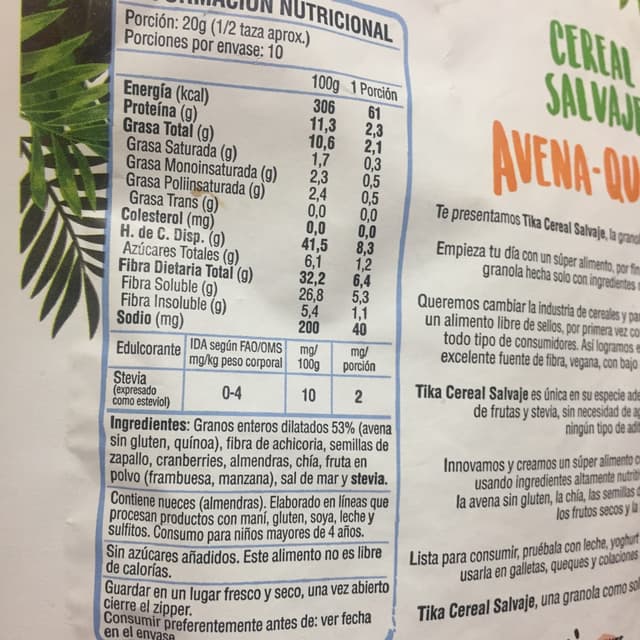 NUTRICIONAL
Porción: 20g (1/2 taza aprox.)
Porciones por envase: 10
100g 1 Porción
Energía (kcal) 306 61
Proteína (g) 11,3 2,3
Grasa Total (g) 10,6 2,1
Grasa Saturada (g) 1,7 0,3
Grasa Monoinsaturada (g) 2,3 0,5
Grasa Poliinsaturada (g) 2,4 0,5
Grasa Trans (g) 0,0 0,0
Colesterol (mg) 0,0 0,0
H. de C. Disp. (g) 41,5 8,3
Azúcares Totales (g) 6,1 1,2
Fibra Dietaria Total (g) 32,2 6,4
Fibra Soluble (g) 26,8 5,3
Fibra Insoluble (g) 5,4 1,1
Sodio (mg) 200 40
Edulcorante IDA según FAO/OMS mg/kg peso corporal mg/100g mg/porción
Stevia (expresado como esteviol) 0-4 10 2
Ingredientes: Granos enteros dilatados 53% (avena
sin gluten, quínoa), fibra de achicoria, semillas de
zapallo, cranberries, almendras, chía, fruta en
polvo (frambuesa, manzana), sal de mar y stevia.
Contiene nueces (almendras). Elaborado en líneas que
procesan productos con maní, gluten, soya, leche y
sulfitos. Consumo para niños mayores de 4 años.
Sin azúcares añadidos. Este alimento no es libre
de calorías.
Guardar en un lugar fresco y seco, una vez abierto
cierre el zipper.
Consumir preferentemente antes de: ver fecha
en el envase
CEREAL
SALVAJE
AVENA-QU
Te presentamos Tika Cereal Salvaje, la
Empieza tu día con un súper alimento, por
granola hecha solo con ingredientes
Queremos cambiar la industria de cereales y
un alimento libre de sellos, por primera vez
todo tipo de consumidores. Así logramos
excelente fuente de fibra, vegana, con bajo
Tika Cereal Salvaje es única en su especie
de frutas y stevia, sin necesidad de
ningún tipo de
Innovamos y creamos un súper alimento
usando ingredientes altamente
la avena sin gluten, la chía, las semillas
los frutos secos y la
Lista para consumir, pruébala con leche, yoghurt
usarla en galletas, queques y colaciones
Tika Cereal Salvaje, una granola como